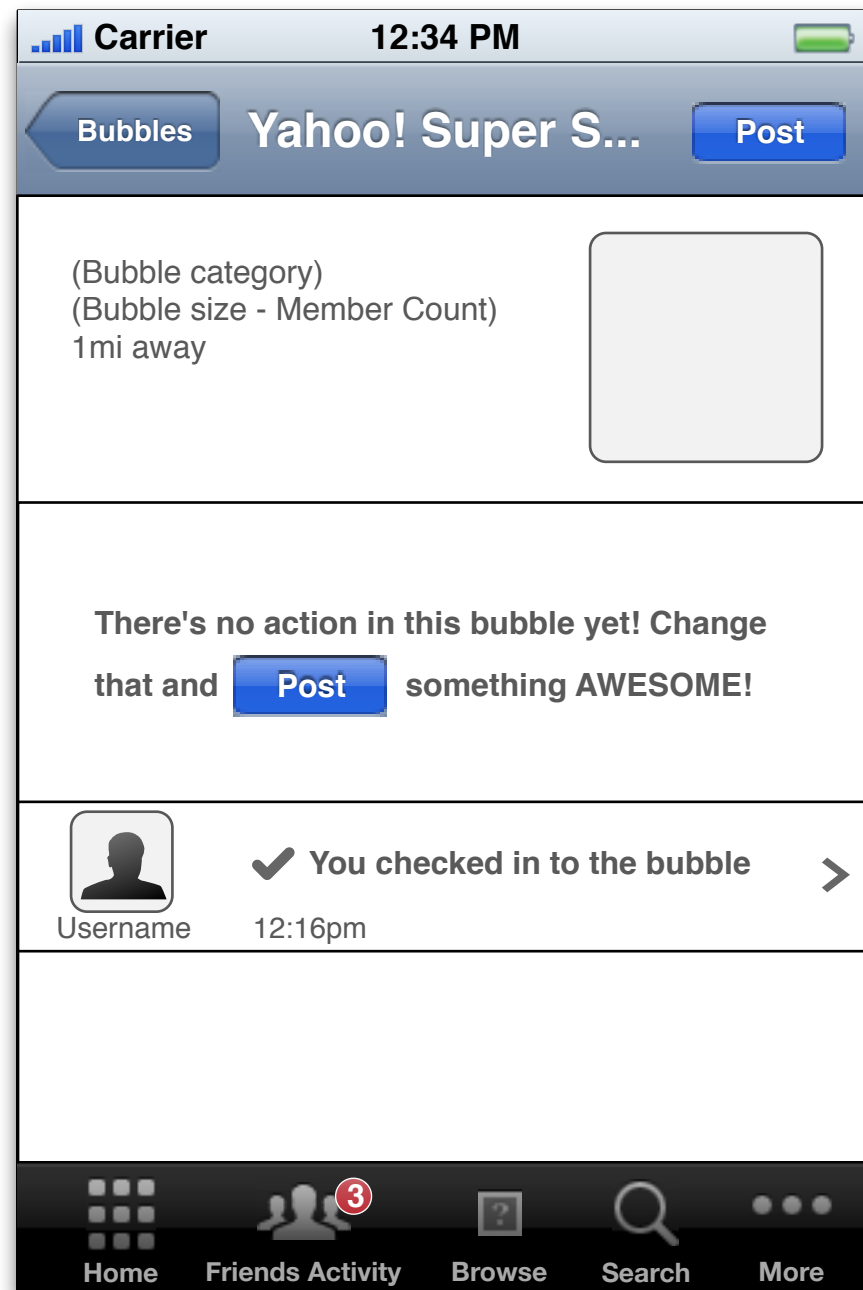 Carrier 12:34 PM
Bubbles Yahoo! Super S... Post
(Bubble category)
(Bubble size - Member Count)
1mi away
There's no action in this bubble yet! Change
that and Post something AWESOME!
You checked in to the bubble
Username 12:16pm
3
?
Home Friends Activity Browse Search More